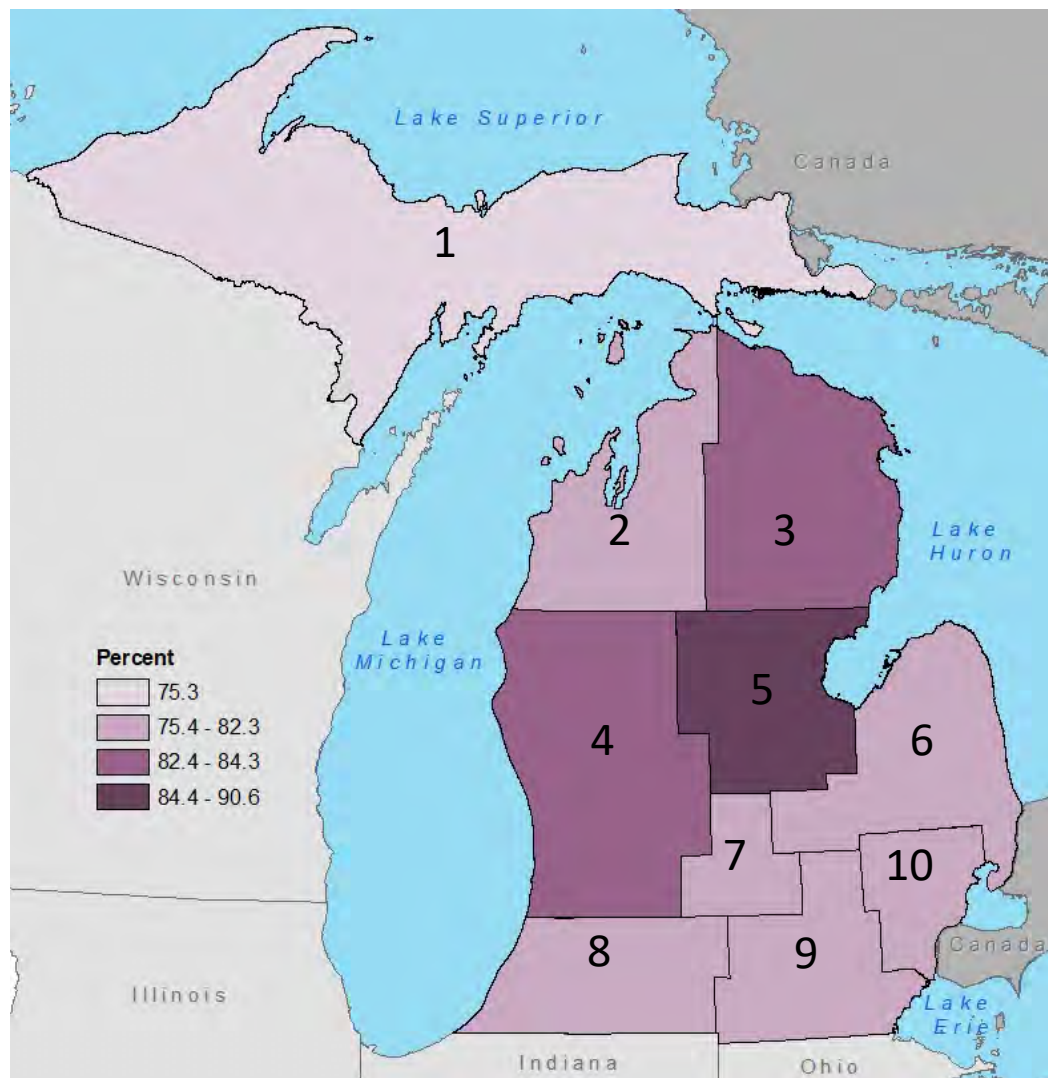 Lake Superior
Canada
1
2
3
Lake
Huron
Wisconsin
Lake
Michigan
Percent
75.3
75.4 - 82.3
82.4 - 84.3
84.4 - 90.6
4
5
6
7
10
8
9
Canada
Illinois
Lake
Erie
Indiana
Ohio